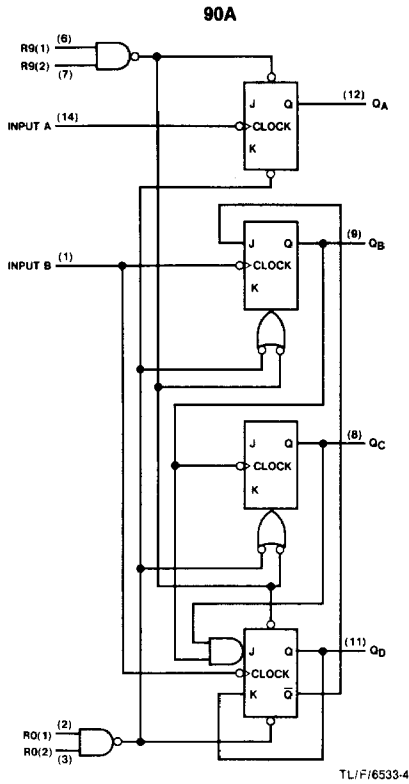 90A
R9(1) (6)
R9(2) (7)
J Q (12) QA
INPUT A (14) CLOCK
K
J Q (9) QB
INPUT B (1) CLOCK
K
J Q (8) QC
CLOCK
K
J Q (11) QD
CLOCK
K Q̅
R0(1) (2)
R0(2) (3)
TL/F/6533-4